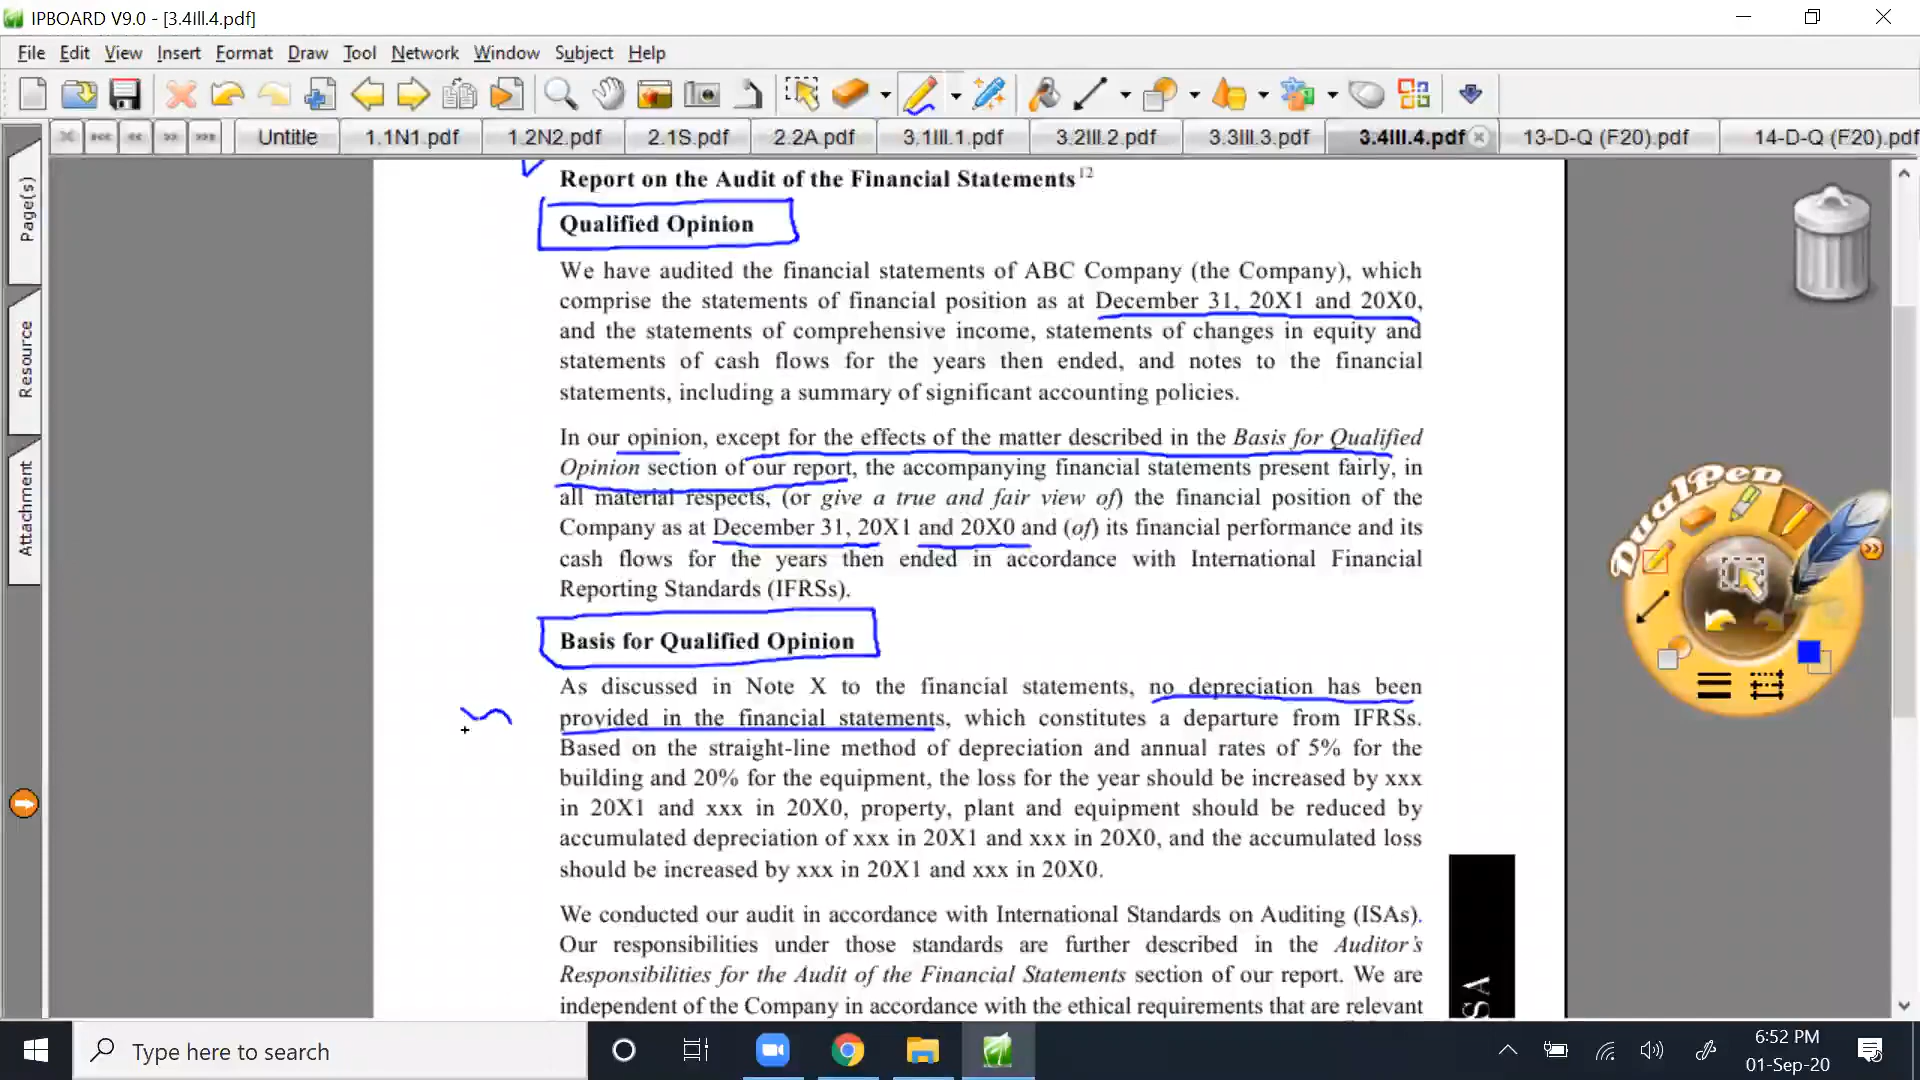 IPBOARD V9.0 - [3.4Ill.4.pdf]
File Edit View Insert Format Draw Tool Network Window Subject Help
Untitle 1.1N1.pdf 1.2N2.pdf 2.1S.pdf 2.2A.pdf 3.1Ill.1.pdf 3.2Ill.2.pdf 3.3Ill.3.pdf 3.4Ill.4.pdf 13-D-Q (F20).pdf 14-D-Q (F20).pdf
Page(s)
Resource
Attachment
Report on the Audit of the Financial Statements12
Qualified Opinion
We have audited the financial statements of ABC Company (the Company), which
comprise the statements of financial position as at December 31, 20X1 and 20X0,
and the statements of comprehensive income, statements of changes in equity and
statements of cash flows for the years then ended, and notes to the financial
statements, including a summary of significant accounting policies.
In our opinion, except for the effects of the matter described in the Basis for Qualified
Opinion section of our report, the accompanying financial statements present fairly, in
all material respects, (or give a true and fair view of) the financial position of the
Company as at December 31, 20X1 and 20X0 and (of) its financial performance and its
cash flows for the years then ended in accordance with International Financial
Reporting Standards (IFRSs).
Basis for Qualified Opinion
As discussed in Note X to the financial statements, no depreciation has been
provided in the financial statements, which constitutes a departure from IFRSs.
Based on the straight-line method of depreciation and annual rates of 5% for the
building and 20% for the equipment, the loss for the year should be increased by xxx
in 20X1 and xxx in 20X0, property, plant and equipment should be reduced by
accumulated depreciation of xxx in 20X1 and xxx in 20X0, and the accumulated loss
should be increased by xxx in 20X1 and xxx in 20X0.
We conducted our audit in accordance with International Standards on Auditing (ISAs).
Our responsibilities under those standards are further described in the Auditor's
Responsibilities for the Audit of the Financial Statements section of our report. We are
independent of the Company in accordance with the ethical requirements that are relevant
DualPen
Type here to search
6:52 PM
01-Sep-20